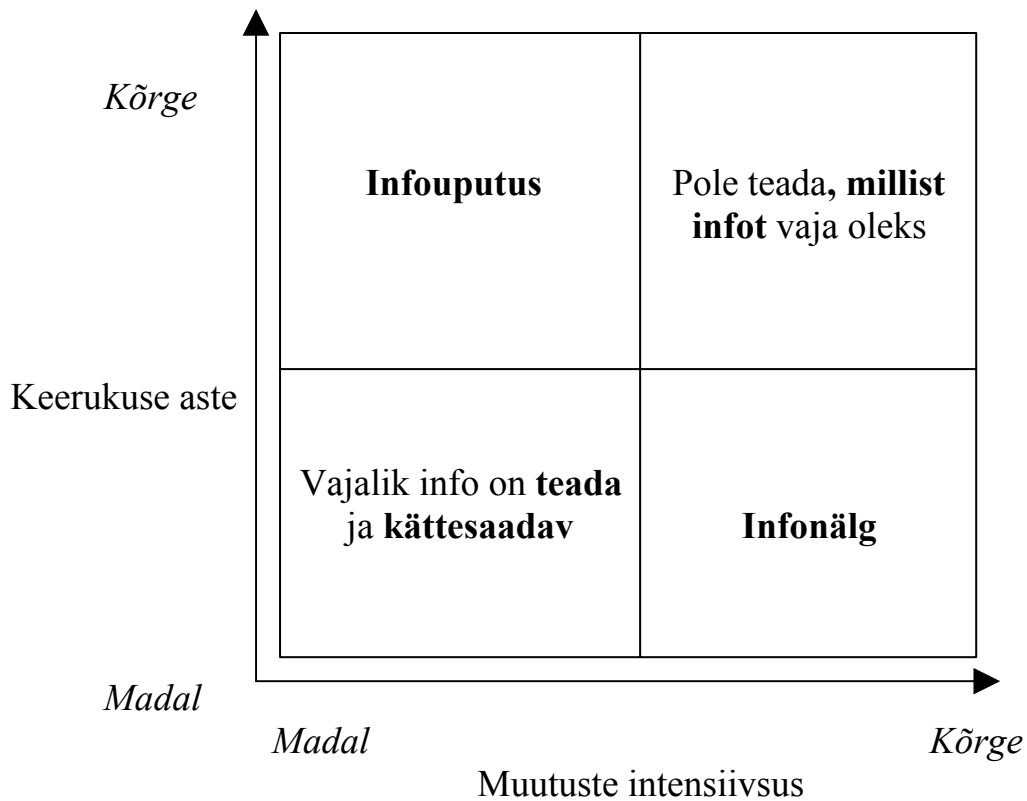 Kõrge
Infouputus
Pole teada, millist
infot vaja oleks
Keerukuse aste
Vajalik info on teada
ja kättesaadav
Infonälg
Madal
Madal
Kõrge
Muutuste intensiivsus